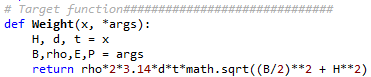 # Target function##############################
def Weight(x, *args):
    H, d, t = x
    B,rho,E,P = args
    return rho*2*3.14*d*t*math.sqrt((B/2)**2 + H**2)